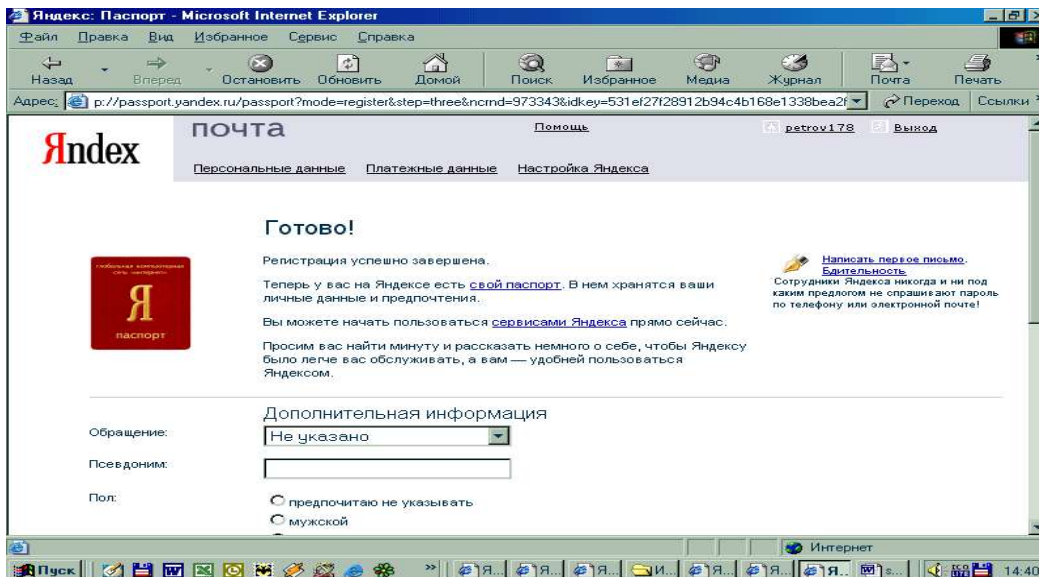 Яндекс: Паспорт - Microsoft Internet Explorer
Файл Правка Вид Избранное Сервис Справка
Назад Вперед Остановить Обновить Домой Поиск Избранное Медиа Журнал Почта Печать
Адрес: p://passport.yandex.ru/passport?mode=register&step=three&ncrnd=973343&idkey=531ef27f28912b94c4b168e1338bea2f Переход Ссылки
Яndex
почта Помощь petrov178 Выход
Персональные данные Платежные данные Настройка Яндекса
Готово!
глобальная компьютерная
сеть «интернет»
Я
паспорт
Регистрация успешно завершена.
Теперь у вас на Яндексе есть свой паспорт. В нем хранятся ваши
личные данные и предпочтения.
Вы можете начать пользоваться сервисами Яндекса прямо сейчас.
Просим вас найти минуту и рассказать немного о себе, чтобы Яндексу
было легче вас обслуживать, а вам — удобней пользоваться
Яндексом.
Написать первое письмо.
Бдительность
Сотрудники Яндекса никогда и ни под
каким предлогом не спрашивают пароль
по телефону или электронной почте!
Дополнительная информация
Обращение: Не указано
Псевдоним:
Пол: предпочитаю не указывать
мужской
Интернет
Пуск » Я... Я... Я... И... Я... Я... Я... s... 14:40